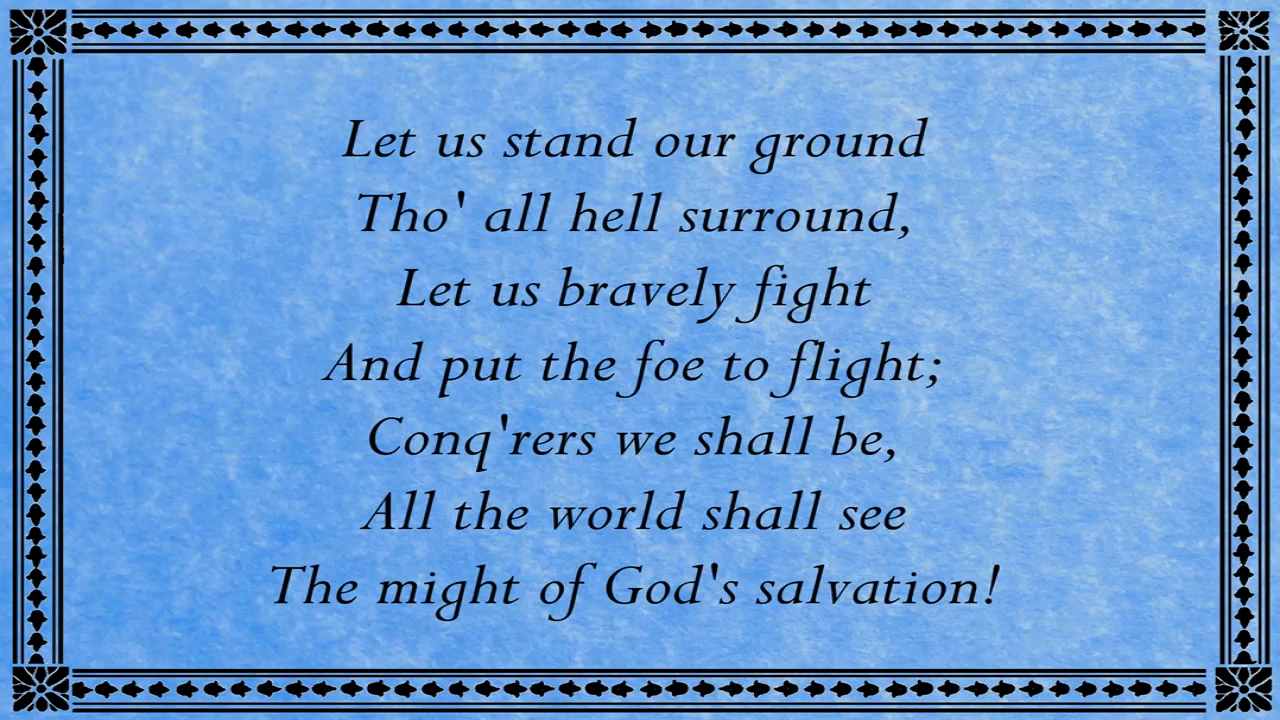 Let us stand our ground
Tho' all hell surround,
Let us bravely fight
And put the foe to flight;
Conq'rers we shall be,
All the world shall see
The might of God's salvation!